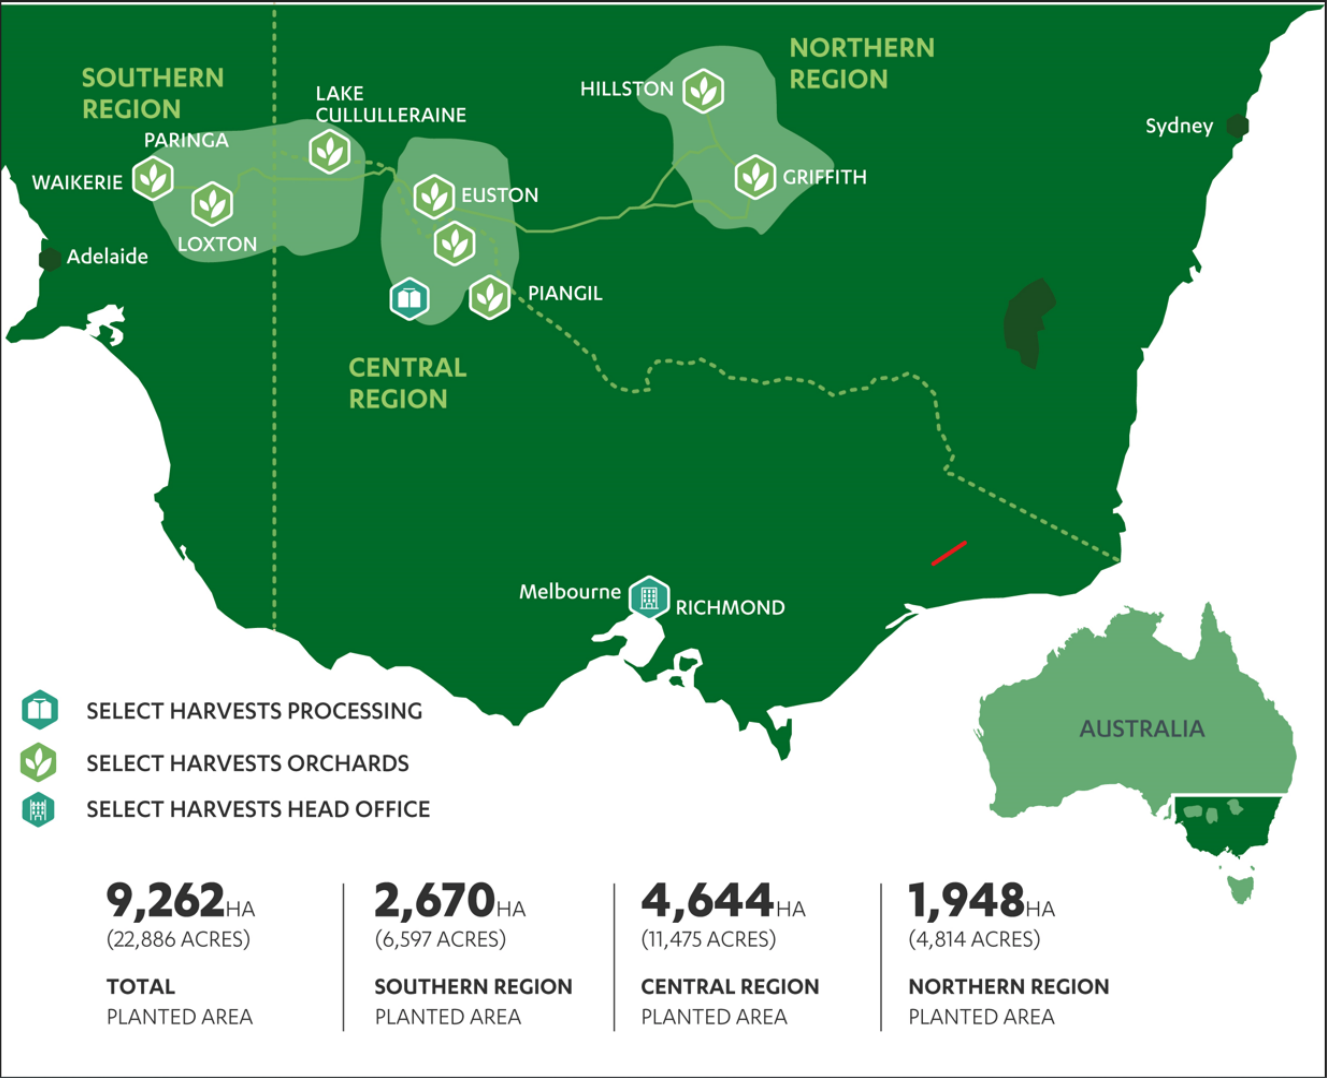 SOUTHERN
REGION
NORTHERN
REGION
LAKE
CULLULLERAINE
HILLSTON
PARINGA
Sydney
WAIKERIE
EUSTON
GRIFFITH
LOXTON
Adelaide
PIANGIL
CENTRAL
REGION
Melbourne
RICHMOND
SELECT HARVESTS PROCESSING
SELECT HARVESTS ORCHARDS
SELECT HARVESTS HEAD OFFICE
AUSTRALIA
9,262HA
(22,886 ACRES)
TOTAL
PLANTED AREA
2,670HA
(6,597 ACRES)
SOUTHERN REGION
PLANTED AREA
4,644HA
(11,475 ACRES)
CENTRAL REGION
PLANTED AREA
1,948HA
(4,814 ACRES)
NORTHERN REGION
PLANTED AREA